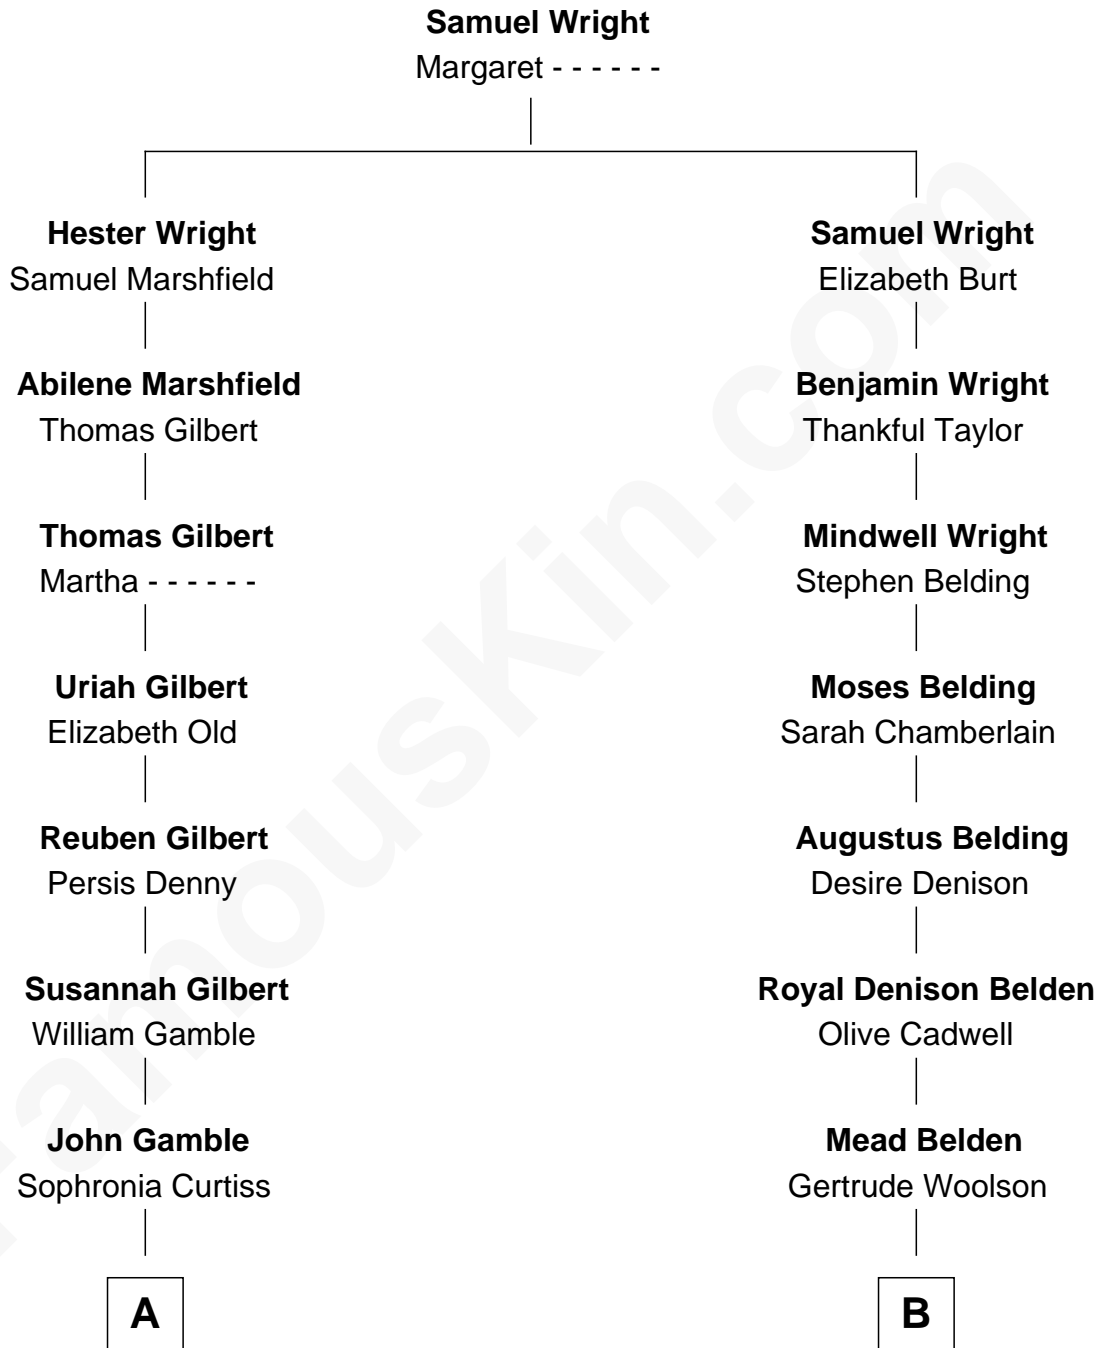 Samuel Wright
Margaret - - - - - -
Hester Wright
Samuel Marshfield
Samuel Wright
Elizabeth Burt
Abilene Marshfield
Thomas Gilbert
Benjamin Wright
Thankful Taylor
Thomas Gilbert
Martha - - - - - -
Mindwell Wright
Stephen Belding
Uriah Gilbert
Elizabeth Old
Moses Belding
Sarah Chamberlain
Reuben Gilbert
Persis Denny
Augustus Belding
Desire Denison
Susannah Gilbert
William Gamble
Royal Denison Belden
Olive Cadwell
John Gamble
Sophronia Curtiss
Mead Belden
Gertrude Woolson
A
B
FamousKin.com